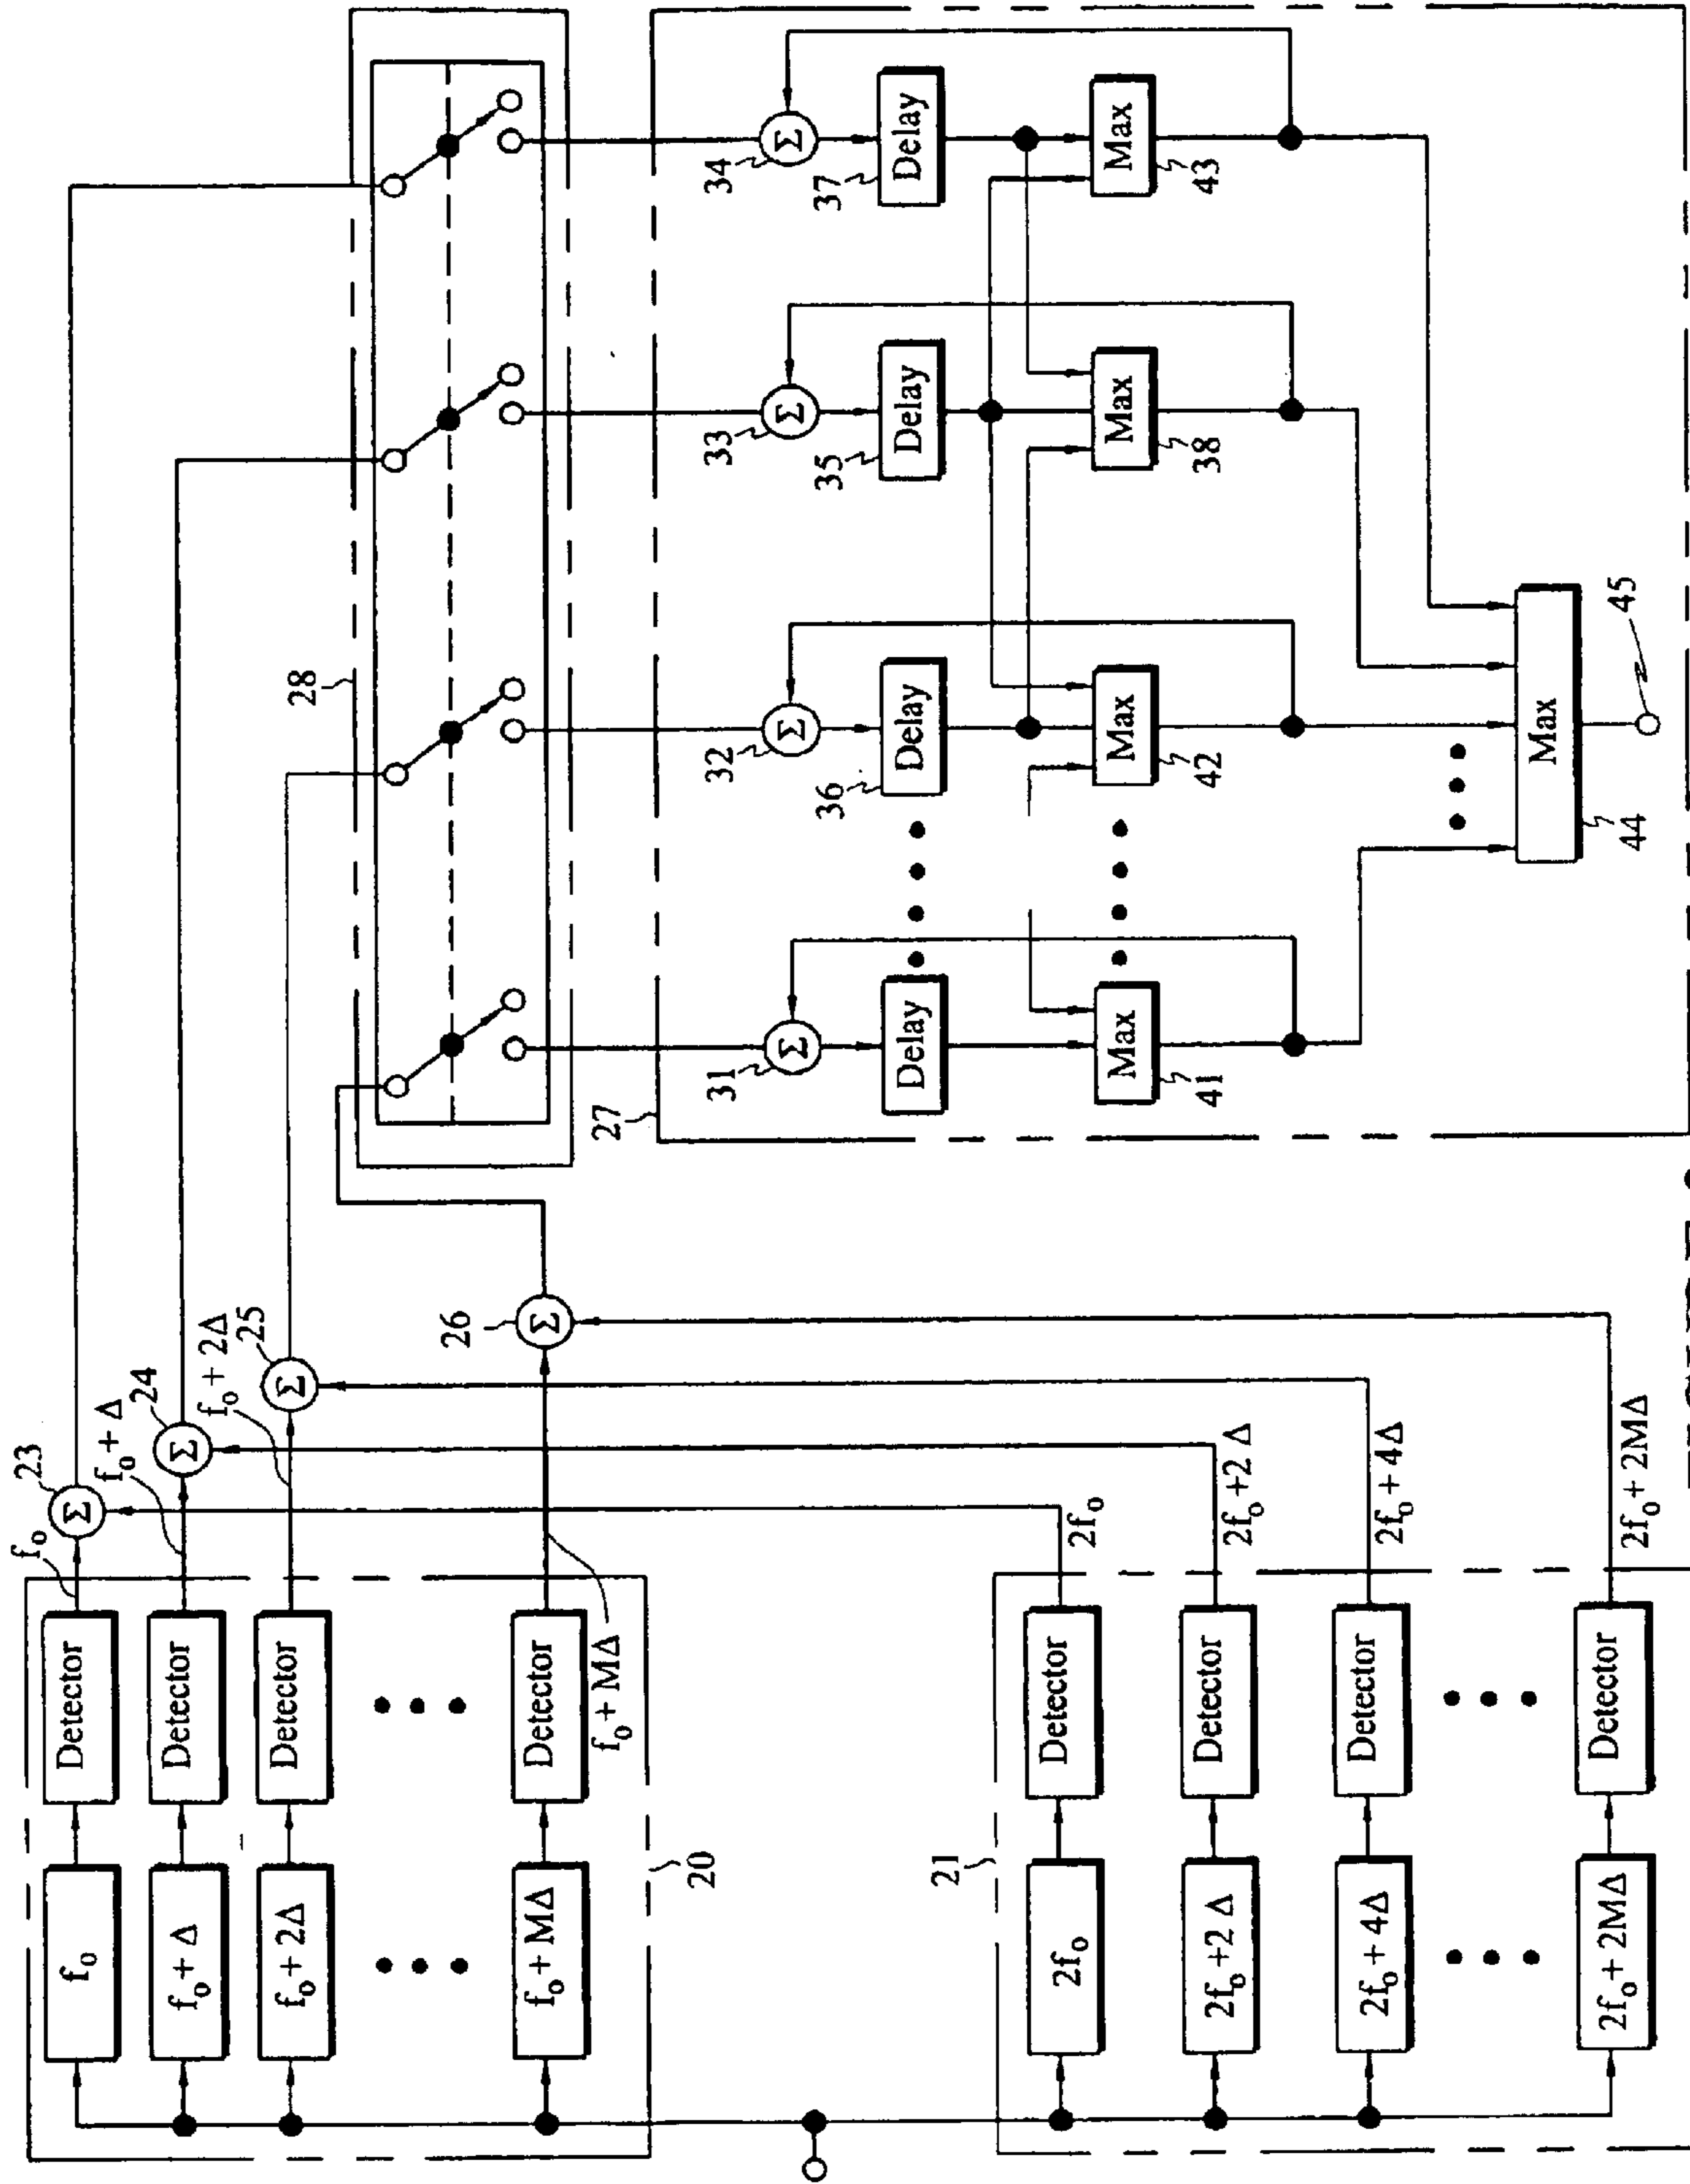 f₀
Detector
f₀
23
f₀ + Δ
Detector
f₀ + Δ
24
f₀ + 2Δ
Detector
f₀ + 2Δ
25
f₀ + MΔ
Detector
f₀ + MΔ
26
20
21
2f₀
Detector
2f₀
2f₀ + 2 Δ
Detector
2f₀ + 2 Δ
2f₀ + 4Δ
Detector
2f₀ + 4Δ
2f₀ + 2MΔ
Detector
2f₀ + 2MΔ
Σ
Σ
Σ
Σ
28
27
31
Σ
32
Σ
33
Σ
34
Σ
Delay
36
Delay
35
Delay
37
Delay
Max
41
Max
42
Max
38
Max
43
Max
44
45